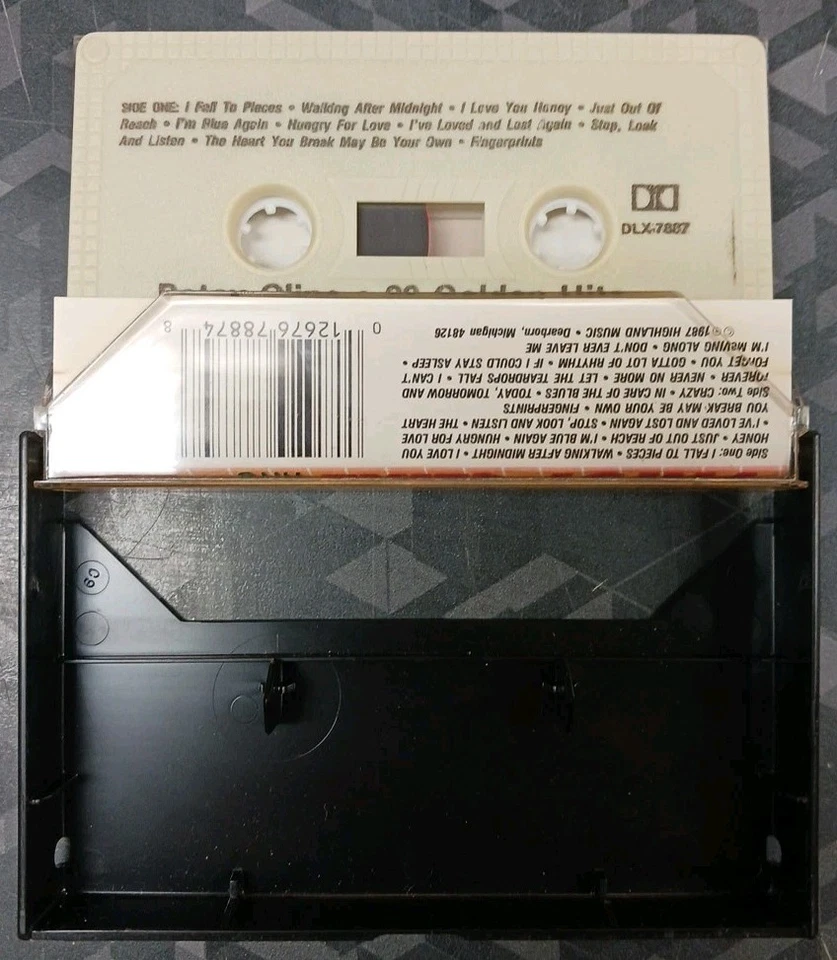 SIDE ONE: I Fall To Pieces • Walking After Midnight • I Love You Honey • Just Out Of
Reach • I'm Blue Again • Hungry For Love • I've Loved and Lost Again • Stop, Look
And Listen • The Heart You Break May Be Your Own • Fingerprints
DLX-7887
Patsy Cline • 20 Golden Hits
Side One: I FALL TO PIECES • WALKING AFTER MIDNIGHT • I LOVE YOU
HONEY • JUST OUT OF REACH • I'M BLUE AGAIN • HUNGRY FOR LOVE
• I'VE LOVED AND LOST AGAIN • STOP, LOOK AND LISTEN • THE HEART
YOU BREAK MAY BE YOUR OWN • FINGERPRINTS
Side Two: CRAZY • IN CARE OF THE BLUES • TODAY, TOMORROW AND
FOREVER • NEVER NO MORE • LET THE TEARDROPS FALL • I CAN'T
FORGET YOU • GOTTA LOT OF RHYTHM • IF I COULD STAY ASLEEP •
I'M MOVING ALONG • DON'T EVER LEAVE ME
©℗1987 HIGHLAND MUSIC • Dearborn, Michigan 48126
0 12676 78874 8
C9